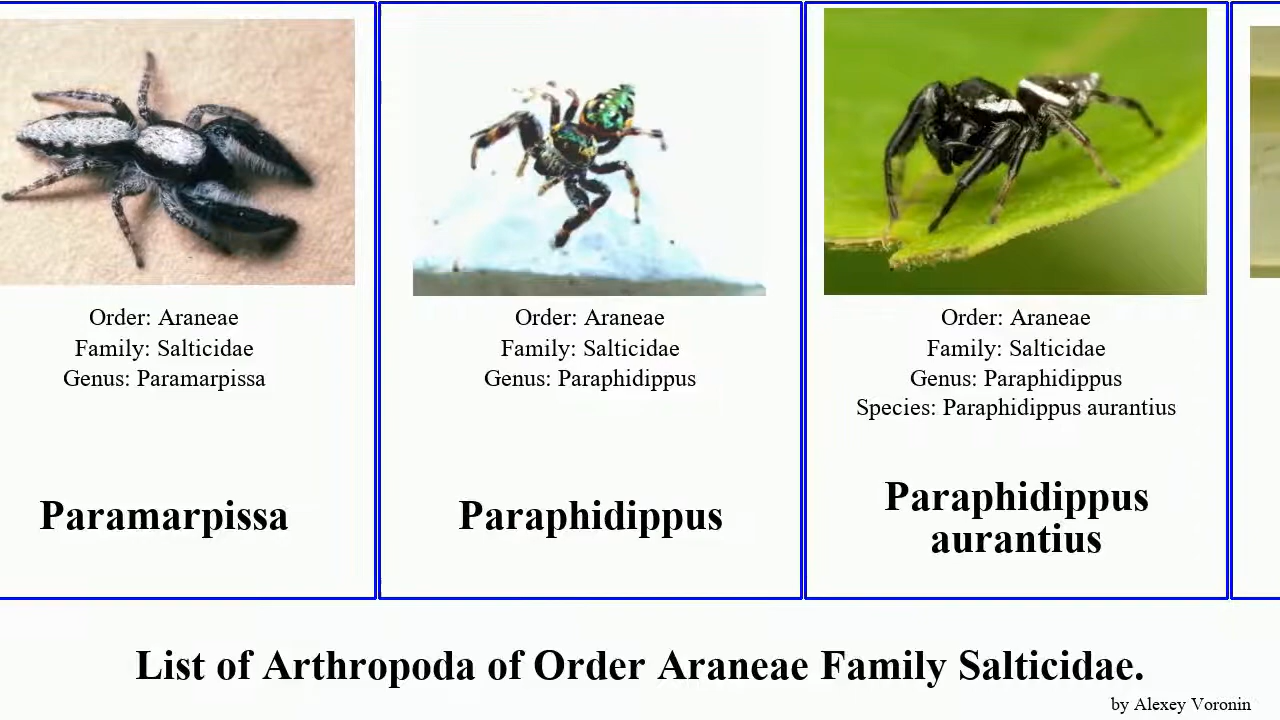 Order: Araneae
Family: Salticidae
Genus: Paramarpissa
Paramarpissa
Order: Araneae
Family: Salticidae
Genus: Paraphidippus
Paraphidippus
Order: Araneae
Family: Salticidae
Genus: Paraphidippus
Species: Paraphidippus aurantius
Paraphidippus
aurantius
List of Arthropoda of Order Araneae Family Salticidae.
by Alexey Voronin